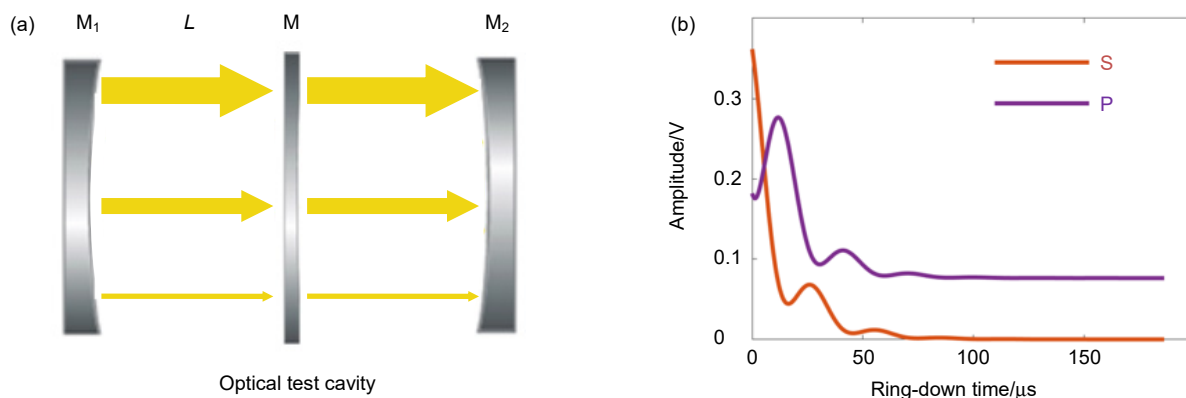 (a)
M₁ L M M₂
Optical test cavity
(b)
S
P
Amplitude/V
0.3
0.2
0.1
0
0 50 100 150
Ring-down time/μs